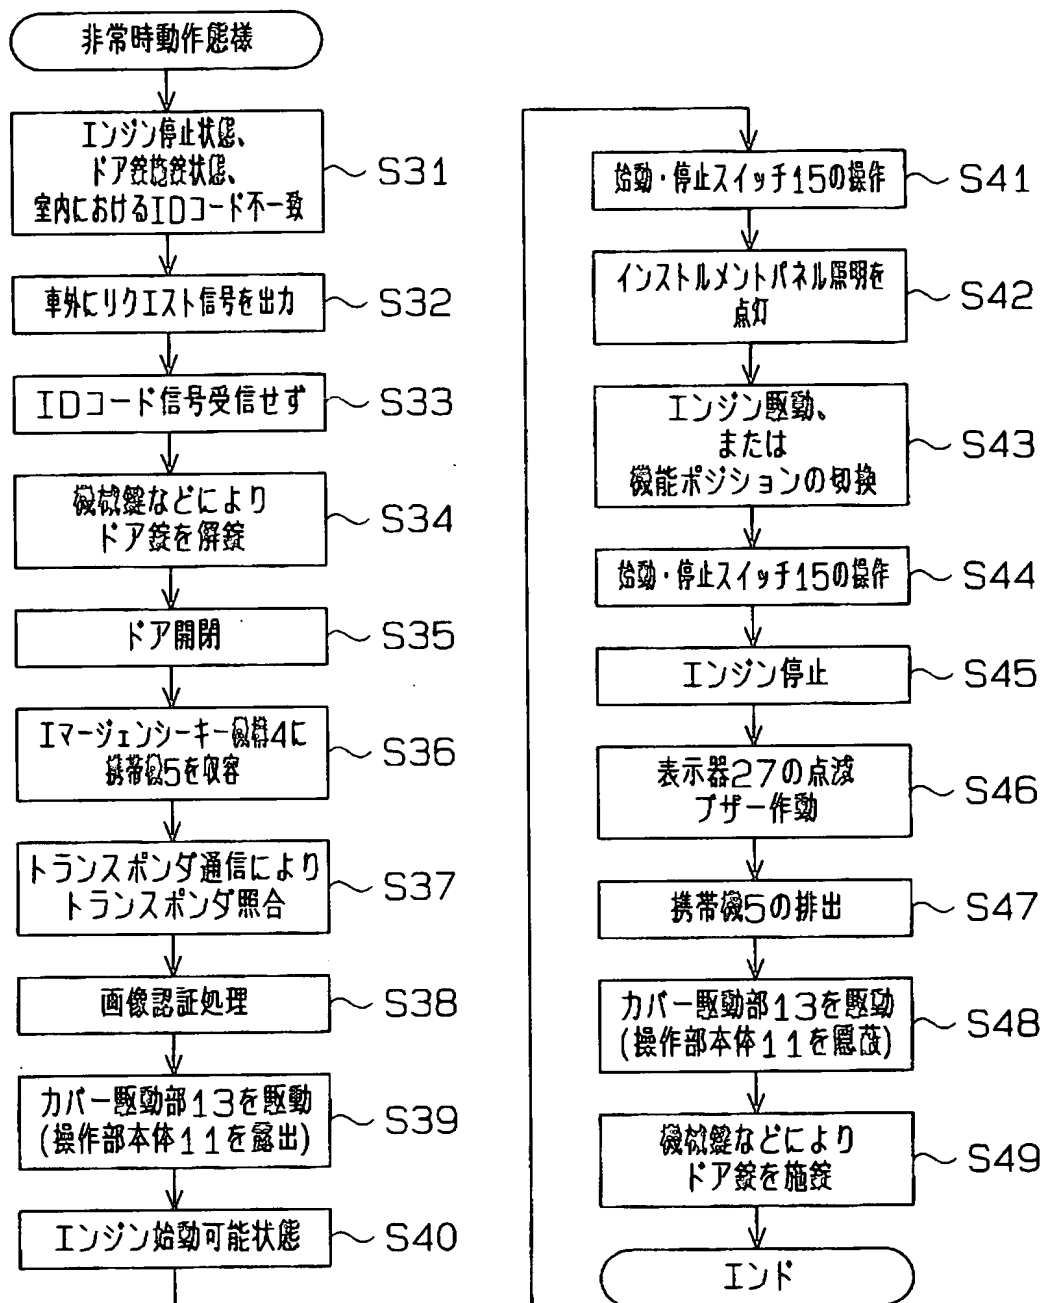 非常時動作態様
エンジン停止状態、
ドア錠施錠状態、
室内におけるIDコード不一致
S31
車外にリクエスト信号を出力
S32
IDコード信号受信せず
S33
機械鍵などにより
ドア錠を解錠
S34
ドア開閉
S35
エマージェンシーキー機構4に
携帯機5を収容
S36
トランスポンダ通信により
トランスポンダ照合
S37
画像認証処理
S38
カバー駆動部13を駆動
(操作部本体11を露出)
S39
エンジン始動可能状態
S40
始動・停止スイッチ15の操作
S41
インストルメントパネル照明を
点灯
S42
エンジン駆動、
または
機能ポジションの切換
S43
始動・停止スイッチ15の操作
S44
エンジン停止
S45
表示器27の点滅
ブザー作動
S46
携帯機5の排出
S47
カバー駆動部13を駆動
(操作部本体11を隠蔽)
S48
機械鍵などにより
ドア錠を施錠
S49
エンド